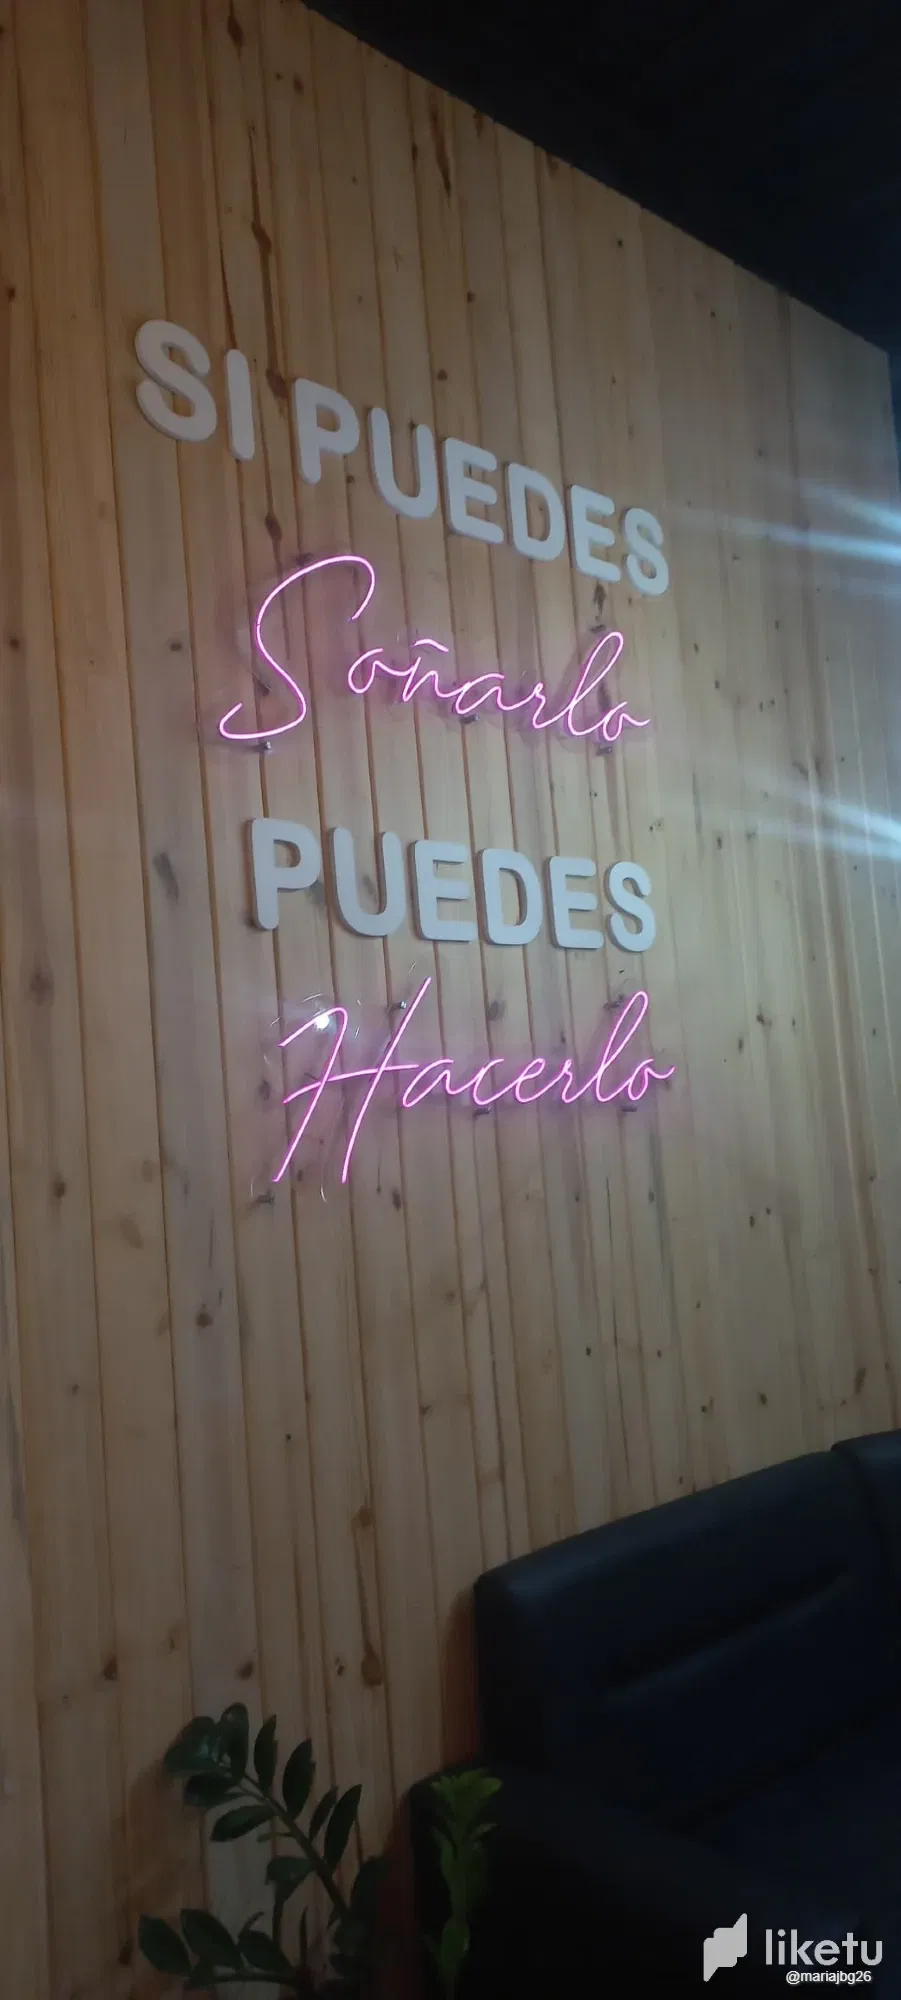 SI PUEDES
Soñarlo
PUEDES
Hacerlo
liketu
@mariajbg26